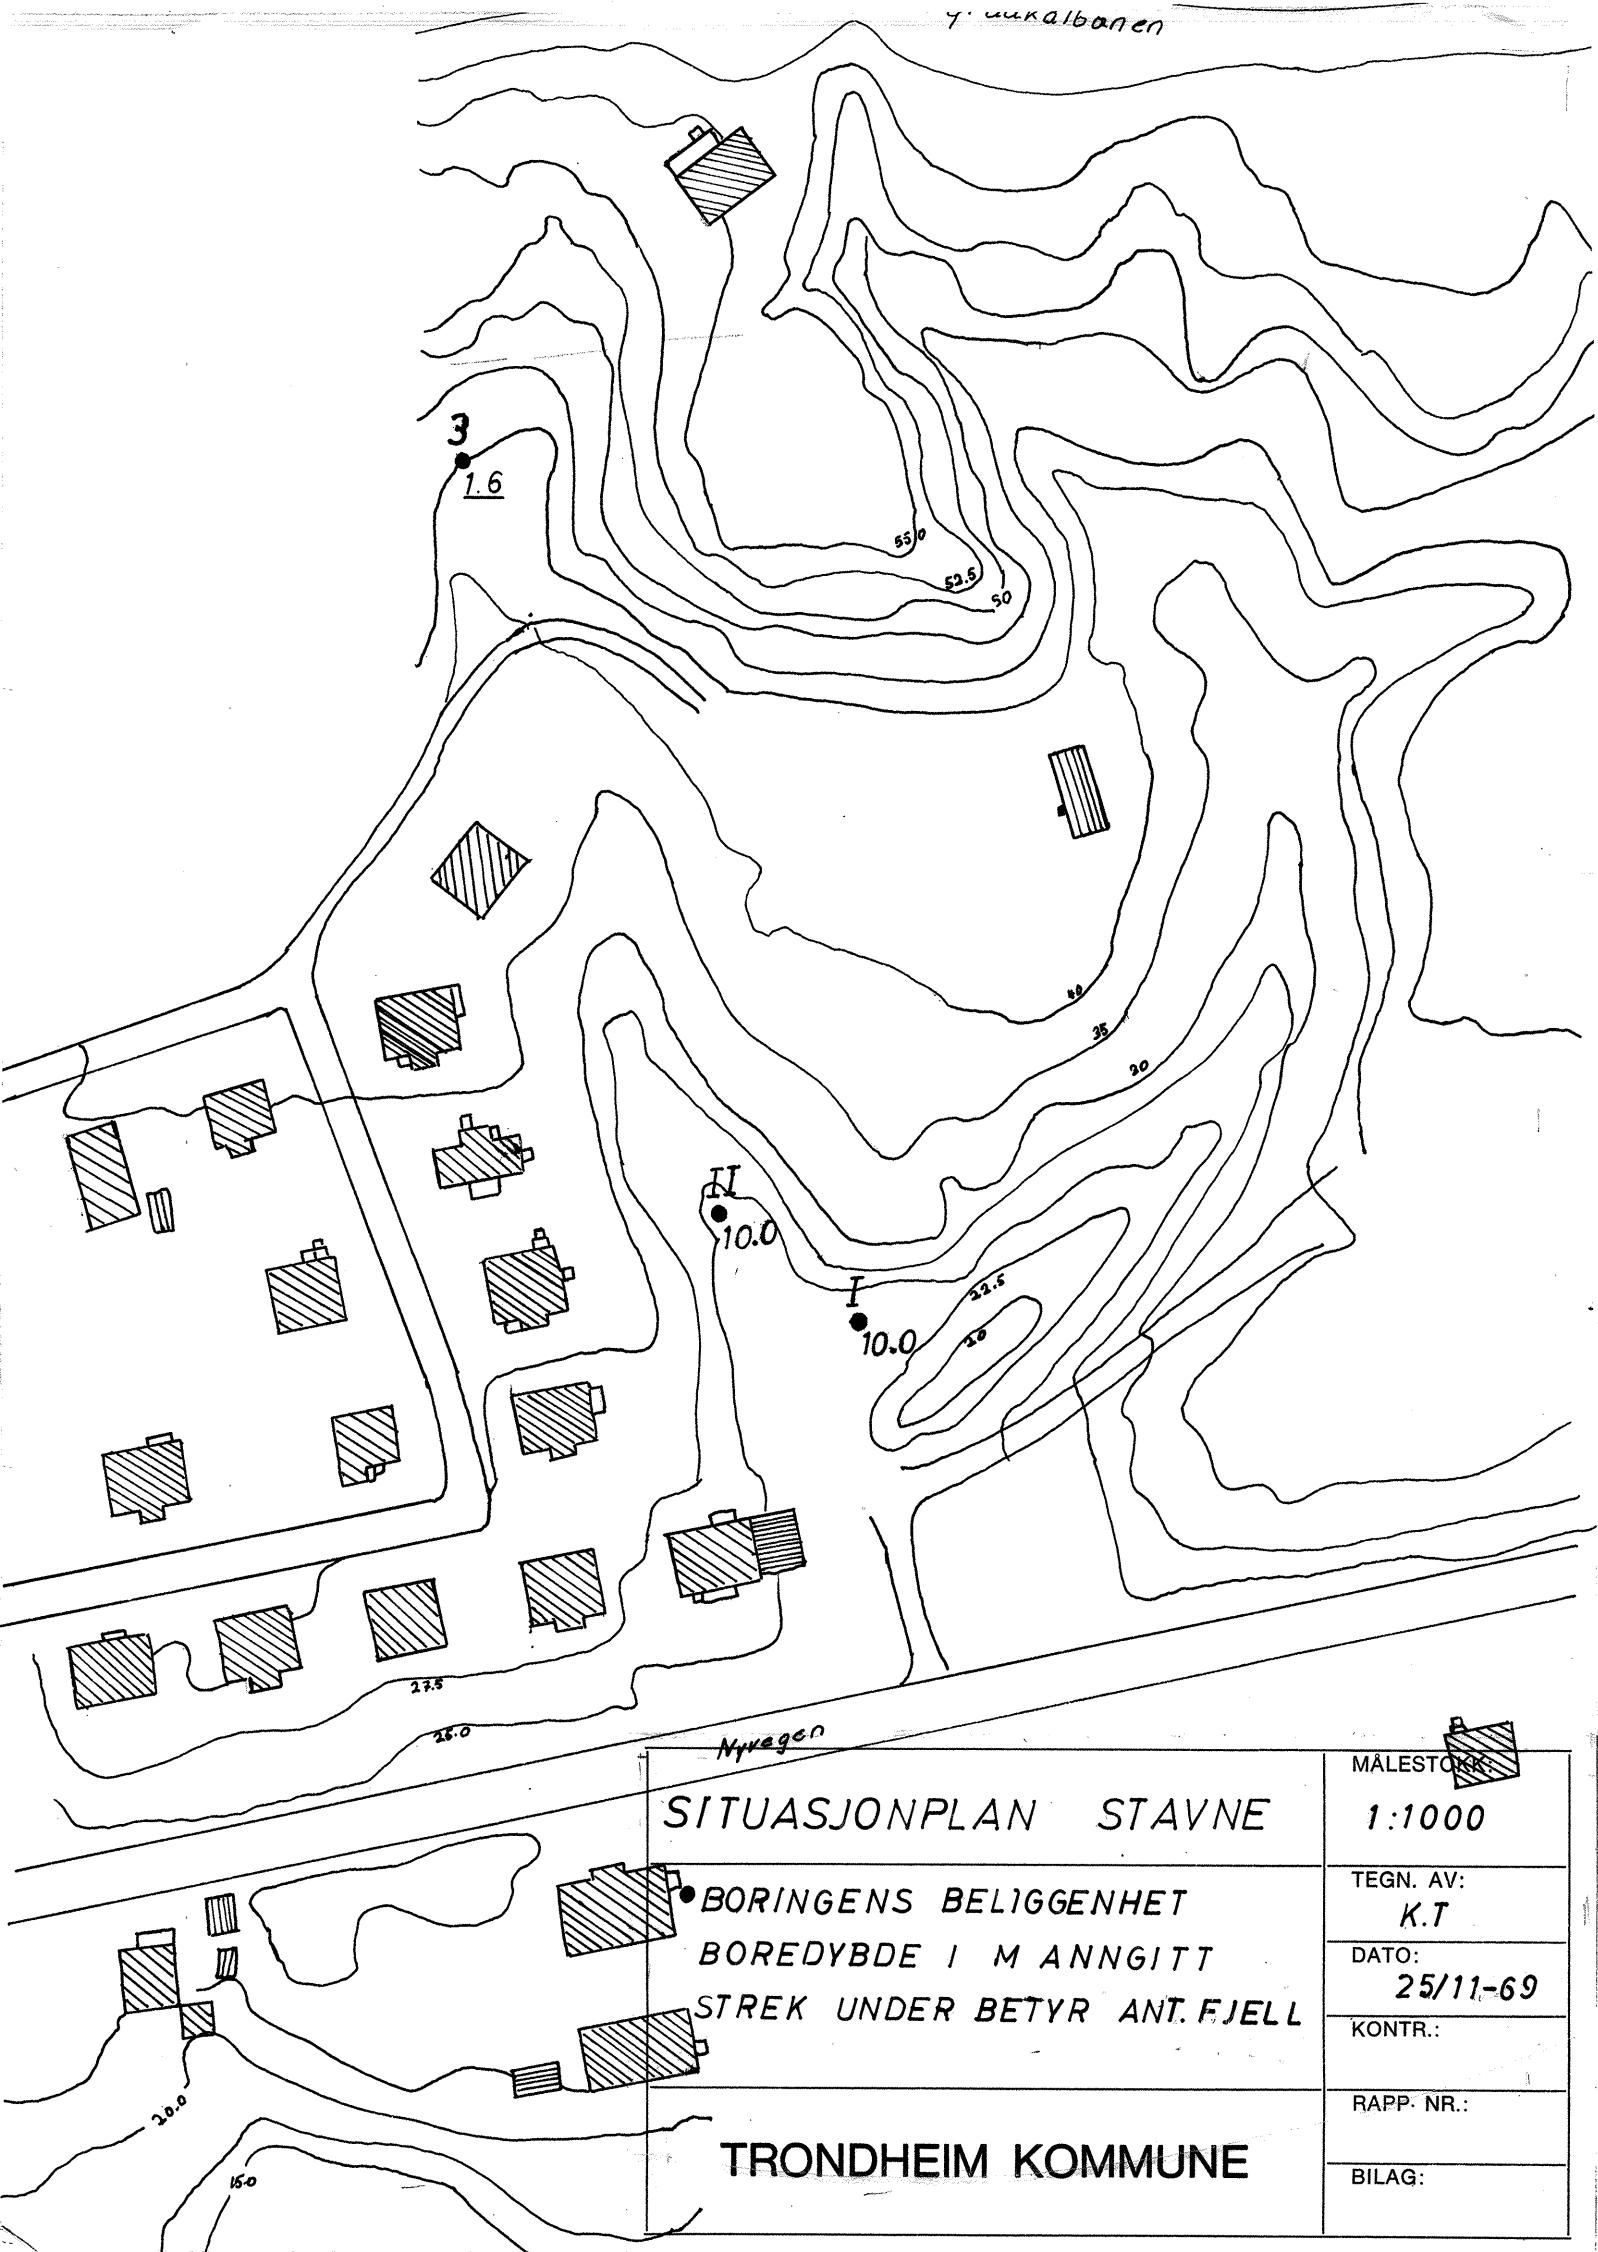 3
1.6
55.0
52.5
50
40
35
30
II
10.0
I
10.0
22.5
20
27.5
25.0
Nyvegen
SITUASJONPLAN STAVNE
BORINGENS BELIGGENHET
BOREDYBDE I M ANNGITT
STREK UNDER BETYR ANT. FJELL
TRONDHEIM KOMMUNE
MÅLESTOKK:
1:1000
TEGN. AV:
K.T
DATO:
25/11-69
KONTR.:
RAPP. NR.:
BILAG:
20.0
15.0